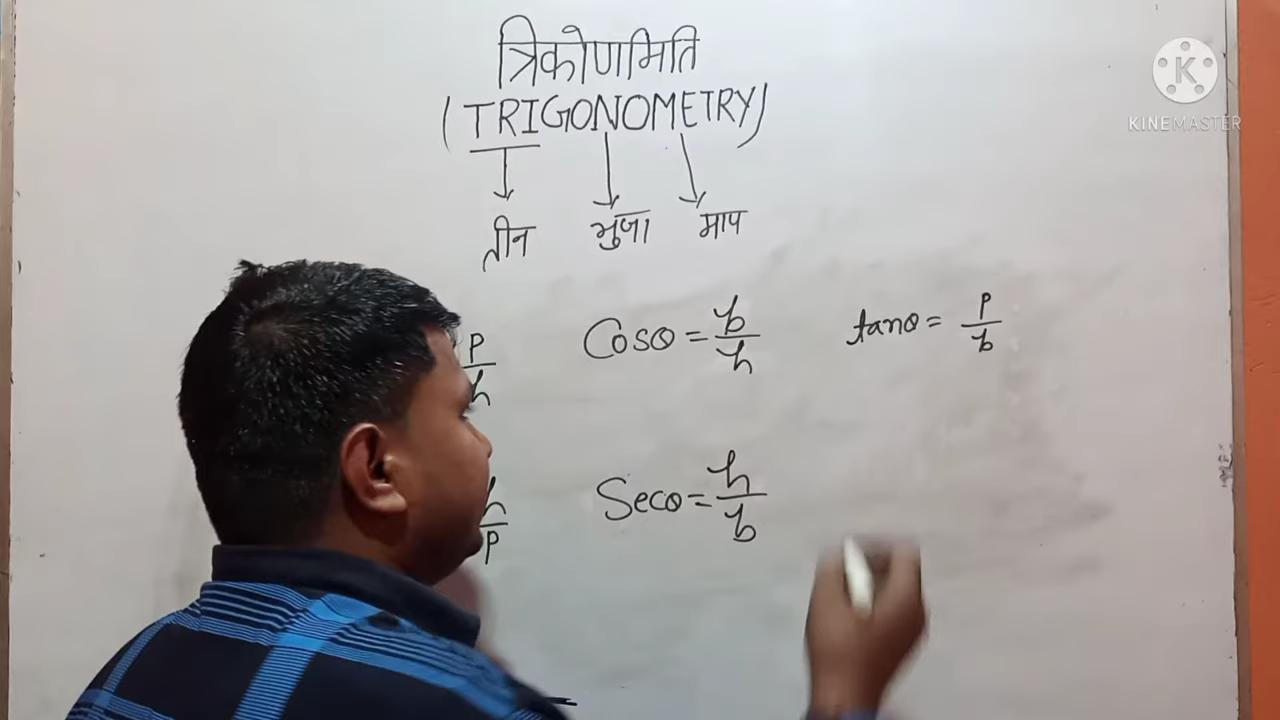 त्रिकोणमिति
(TRIGONOMETRY)
तीन भुजा माप
P/h Cosθ = b/h tanθ = P/b
h/P Secθ = h/b
K
KINEMASTER